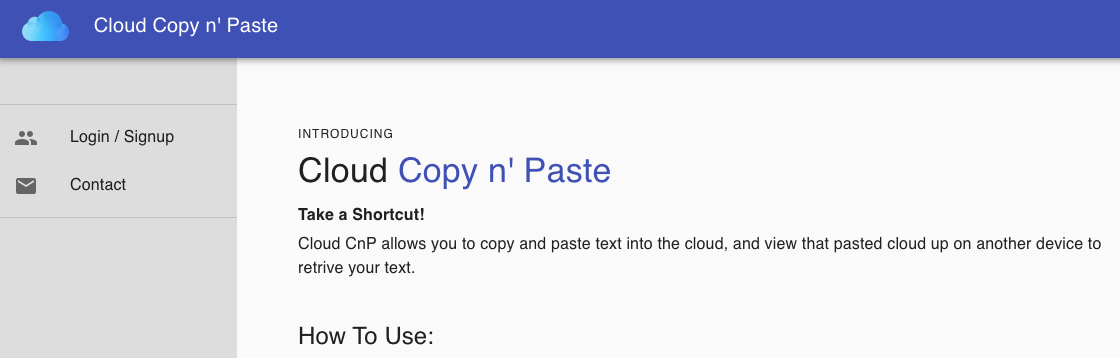 Cloud Copy n' Paste
Login / Signup
Contact
INTRODUCING
Cloud Copy n' Paste
Take a Shortcut!
Cloud CnP allows you to copy and paste text into the cloud, and view that pasted cloud up on another device to
retrive your text.
How To Use: